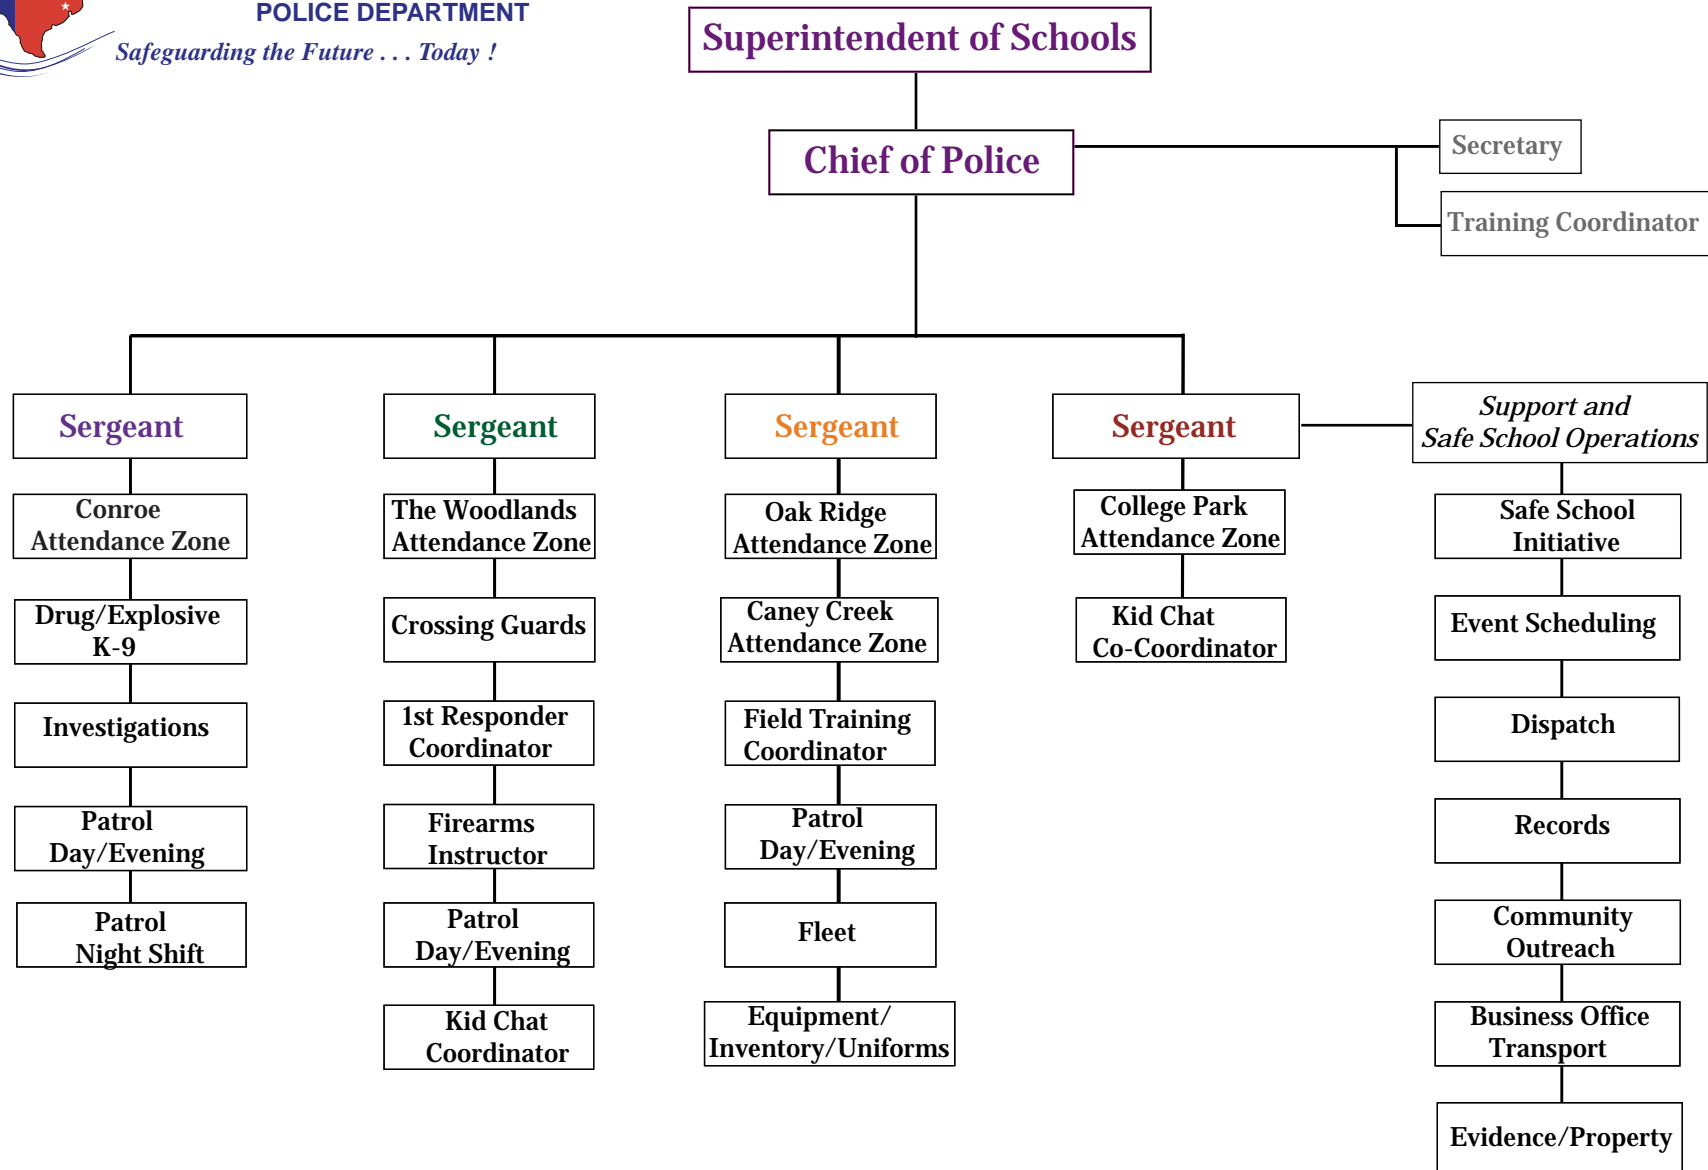 POLICE DEPARTMENT
Safeguarding the Future . . . Today !
Superintendent of Schools
Chief of Police
Secretary
Training Coordinator
Sergeant
Conroe
Attendance Zone
Drug/Explosive
K-9
Investigations
Patrol
Day/Evening
Patrol
Night Shift
Sergeant
The Woodlands
Attendance Zone
Crossing Guards
1st Responder
Coordinator
Firearms
Instructor
Patrol
Day/Evening
Kid Chat
Coordinator
Sergeant
Oak Ridge
Attendance Zone
Caney Creek
Attendance Zone
Field Training
Coordinator
Patrol
Day/Evening
Fleet
Equipment/
Inventory/Uniforms
Sergeant
College Park
Attendance Zone
Kid Chat
Co-Coordinator
Support and
Safe School Operations
Safe School
Initiative
Event Scheduling
Dispatch
Records
Community
Outreach
Business Office
Transport
Evidence/Property